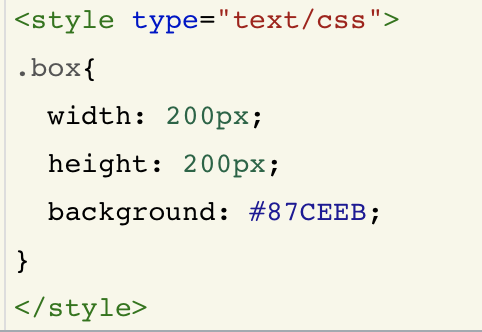 <style type="text/css">
.box{
  width: 200px;
  height: 200px;
  background: #87CEEB;
}
</style>